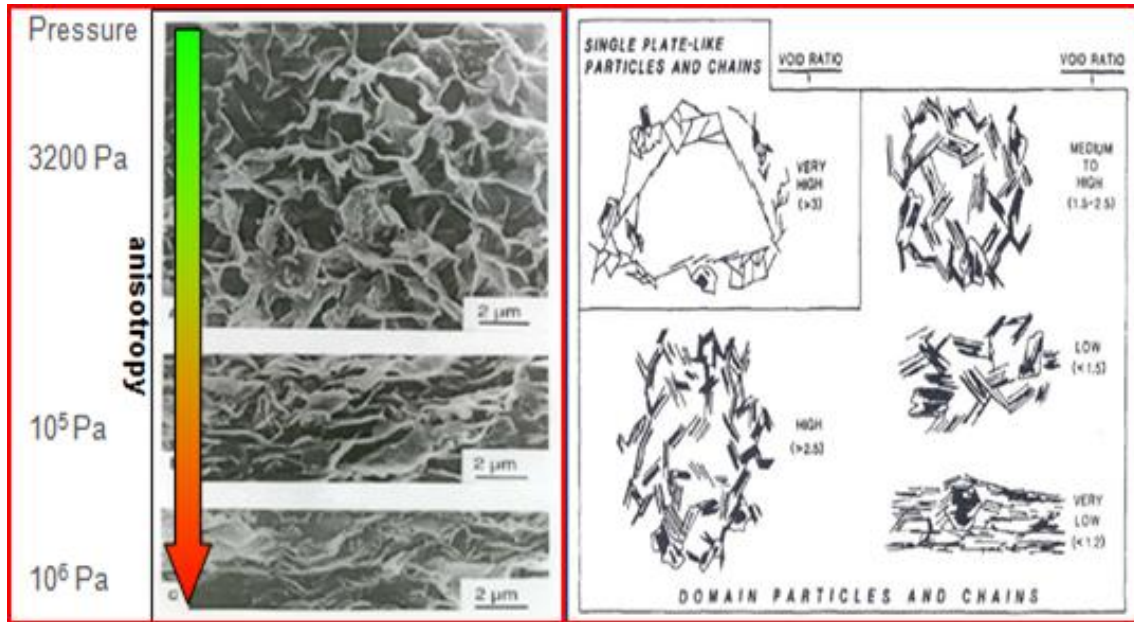 Pressure
3200 Pa
anisotropy
10⁵ Pa
10⁶ Pa
2 µm
2 µm
2 µm
©
SINGLE PLATE-LIKE
PARTICLES AND CHAINS
VOID RATIO
VOID RATIO
VERY
HIGH
(>3)
MEDIUM
TO
HIGH
(1.5-2.5)
HIGH
(>2.5)
LOW
(<1.5)
VERY
LOW
(<1.2)
DOMAIN PARTICLES AND CHAINS